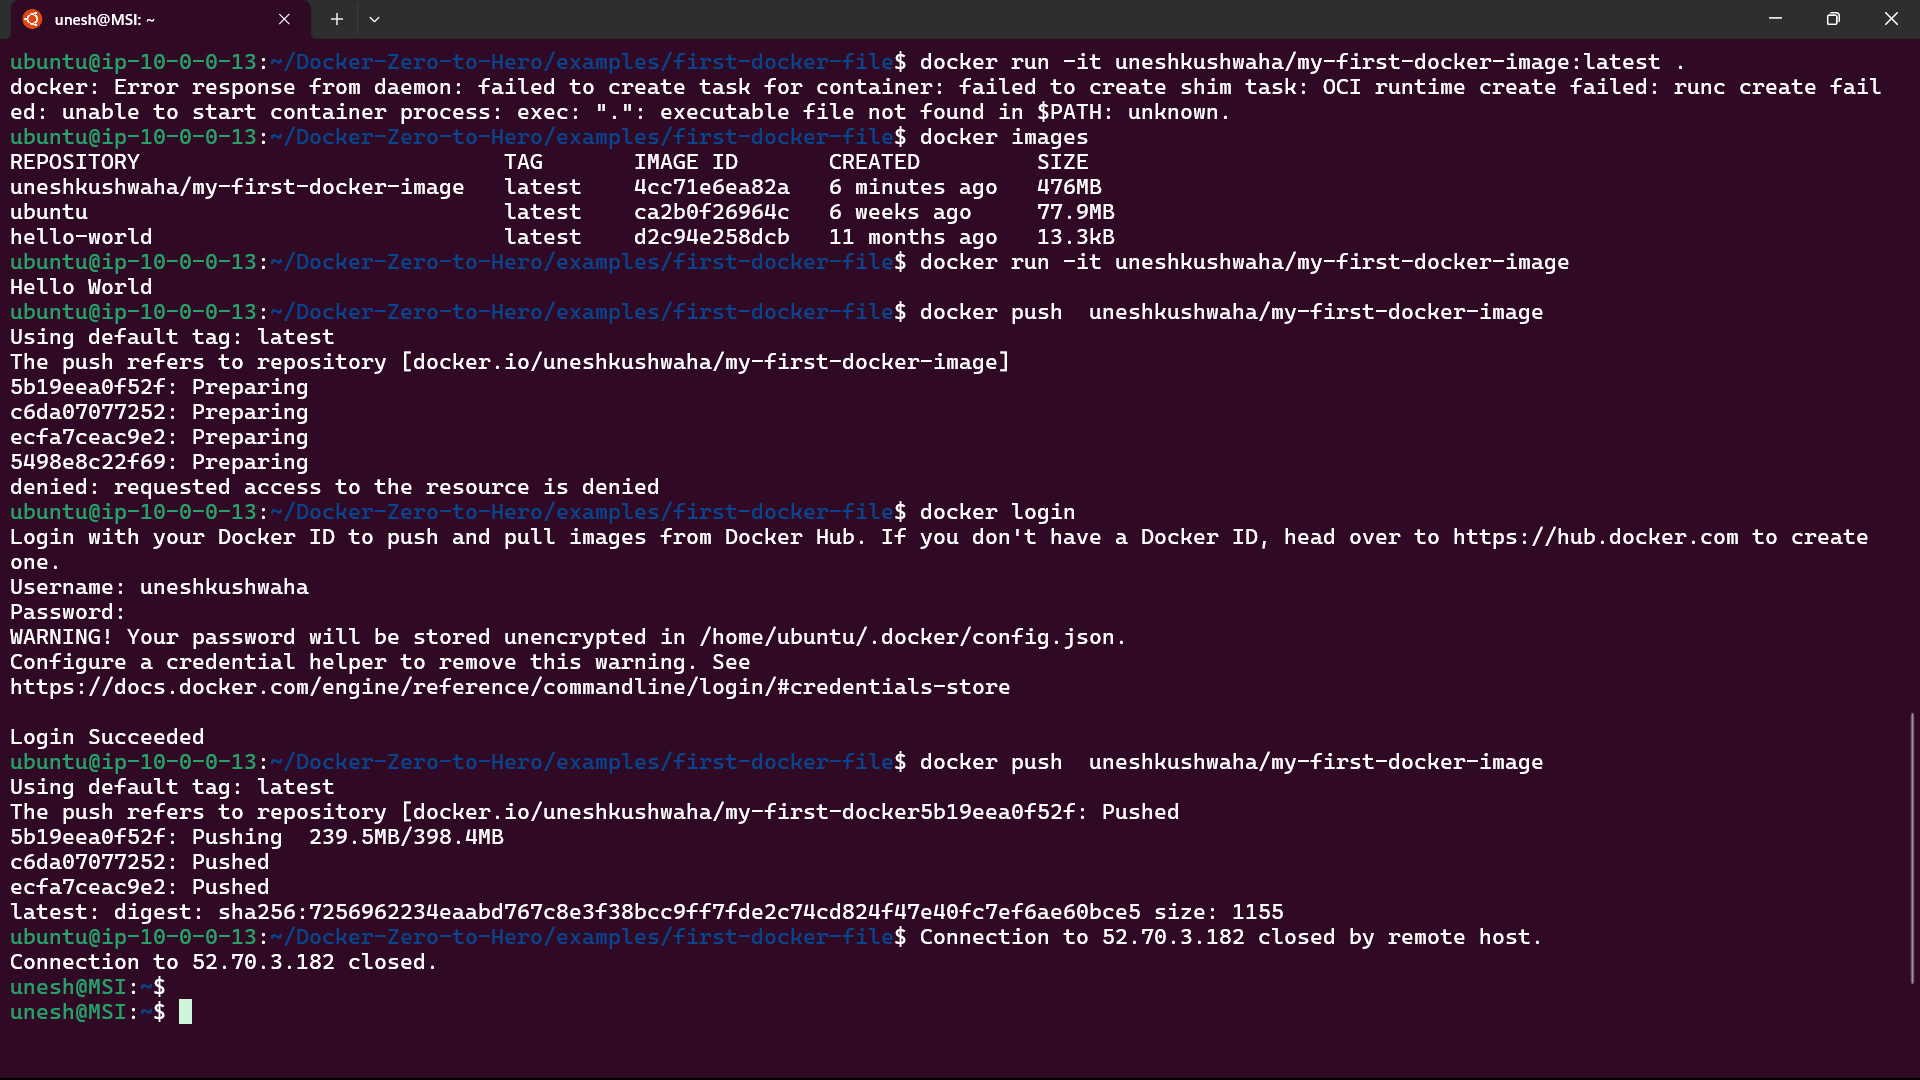 unesh@MSI: ~
ubuntu@ip-10-0-0-13:~/Docker-Zero-to-Hero/examples/first-docker-file$ docker run -it uneshkushwaha/my-first-docker-image:latest .
docker: Error response from daemon: failed to create task for container: failed to create shim task: OCI runtime create failed: runc create fail
ed: unable to start container process: exec: ".": executable file not found in $PATH: unknown.
ubuntu@ip-10-0-0-13:~/Docker-Zero-to-Hero/examples/first-docker-file$ docker images
REPOSITORY                            TAG       IMAGE ID       CREATED         SIZE
uneshkushwaha/my-first-docker-image   latest    4cc71e6ea82a   6 minutes ago   476MB
ubuntu                                latest    ca2b0f26964c   6 weeks ago     77.9MB
hello-world                           latest    d2c94e258dcb   11 months ago   13.3kB
ubuntu@ip-10-0-0-13:~/Docker-Zero-to-Hero/examples/first-docker-file$ docker run -it uneshkushwaha/my-first-docker-image
Hello World
ubuntu@ip-10-0-0-13:~/Docker-Zero-to-Hero/examples/first-docker-file$ docker push  uneshkushwaha/my-first-docker-image
Using default tag: latest
The push refers to repository [docker.io/uneshkushwaha/my-first-docker-image]
5b19eea0f52f: Preparing
c6da07077252: Preparing
ecfa7ceac9e2: Preparing
5498e8c22f69: Preparing
denied: requested access to the resource is denied
ubuntu@ip-10-0-0-13:~/Docker-Zero-to-Hero/examples/first-docker-file$ docker login
Login with your Docker ID to push and pull images from Docker Hub. If you don't have a Docker ID, head over to https://hub.docker.com to create
one.
Username: uneshkushwaha
Password:
WARNING! Your password will be stored unencrypted in /home/ubuntu/.docker/config.json.
Configure a credential helper to remove this warning. See
https://docs.docker.com/engine/reference/commandline/login/#credentials-store
Login Succeeded
ubuntu@ip-10-0-0-13:~/Docker-Zero-to-Hero/examples/first-docker-file$ docker push  uneshkushwaha/my-first-docker-image
Using default tag: latest
The push refers to repository [docker.io/uneshkushwaha/my-first-docker5b19eea0f52f: Pushed
5b19eea0f52f: Pushing  239.5MB/398.4MB
c6da07077252: Pushed
ecfa7ceac9e2: Pushed
latest: digest: sha256:7256962234eaabd767c8e3f38bcc9ff7fde2c74cd824f47e40fc7ef6ae60bce5 size: 1155
ubuntu@ip-10-0-0-13:~/Docker-Zero-to-Hero/examples/first-docker-file$ Connection to 52.70.3.182 closed by remote host.
Connection to 52.70.3.182 closed.
unesh@MSI:~$
unesh@MSI:~$